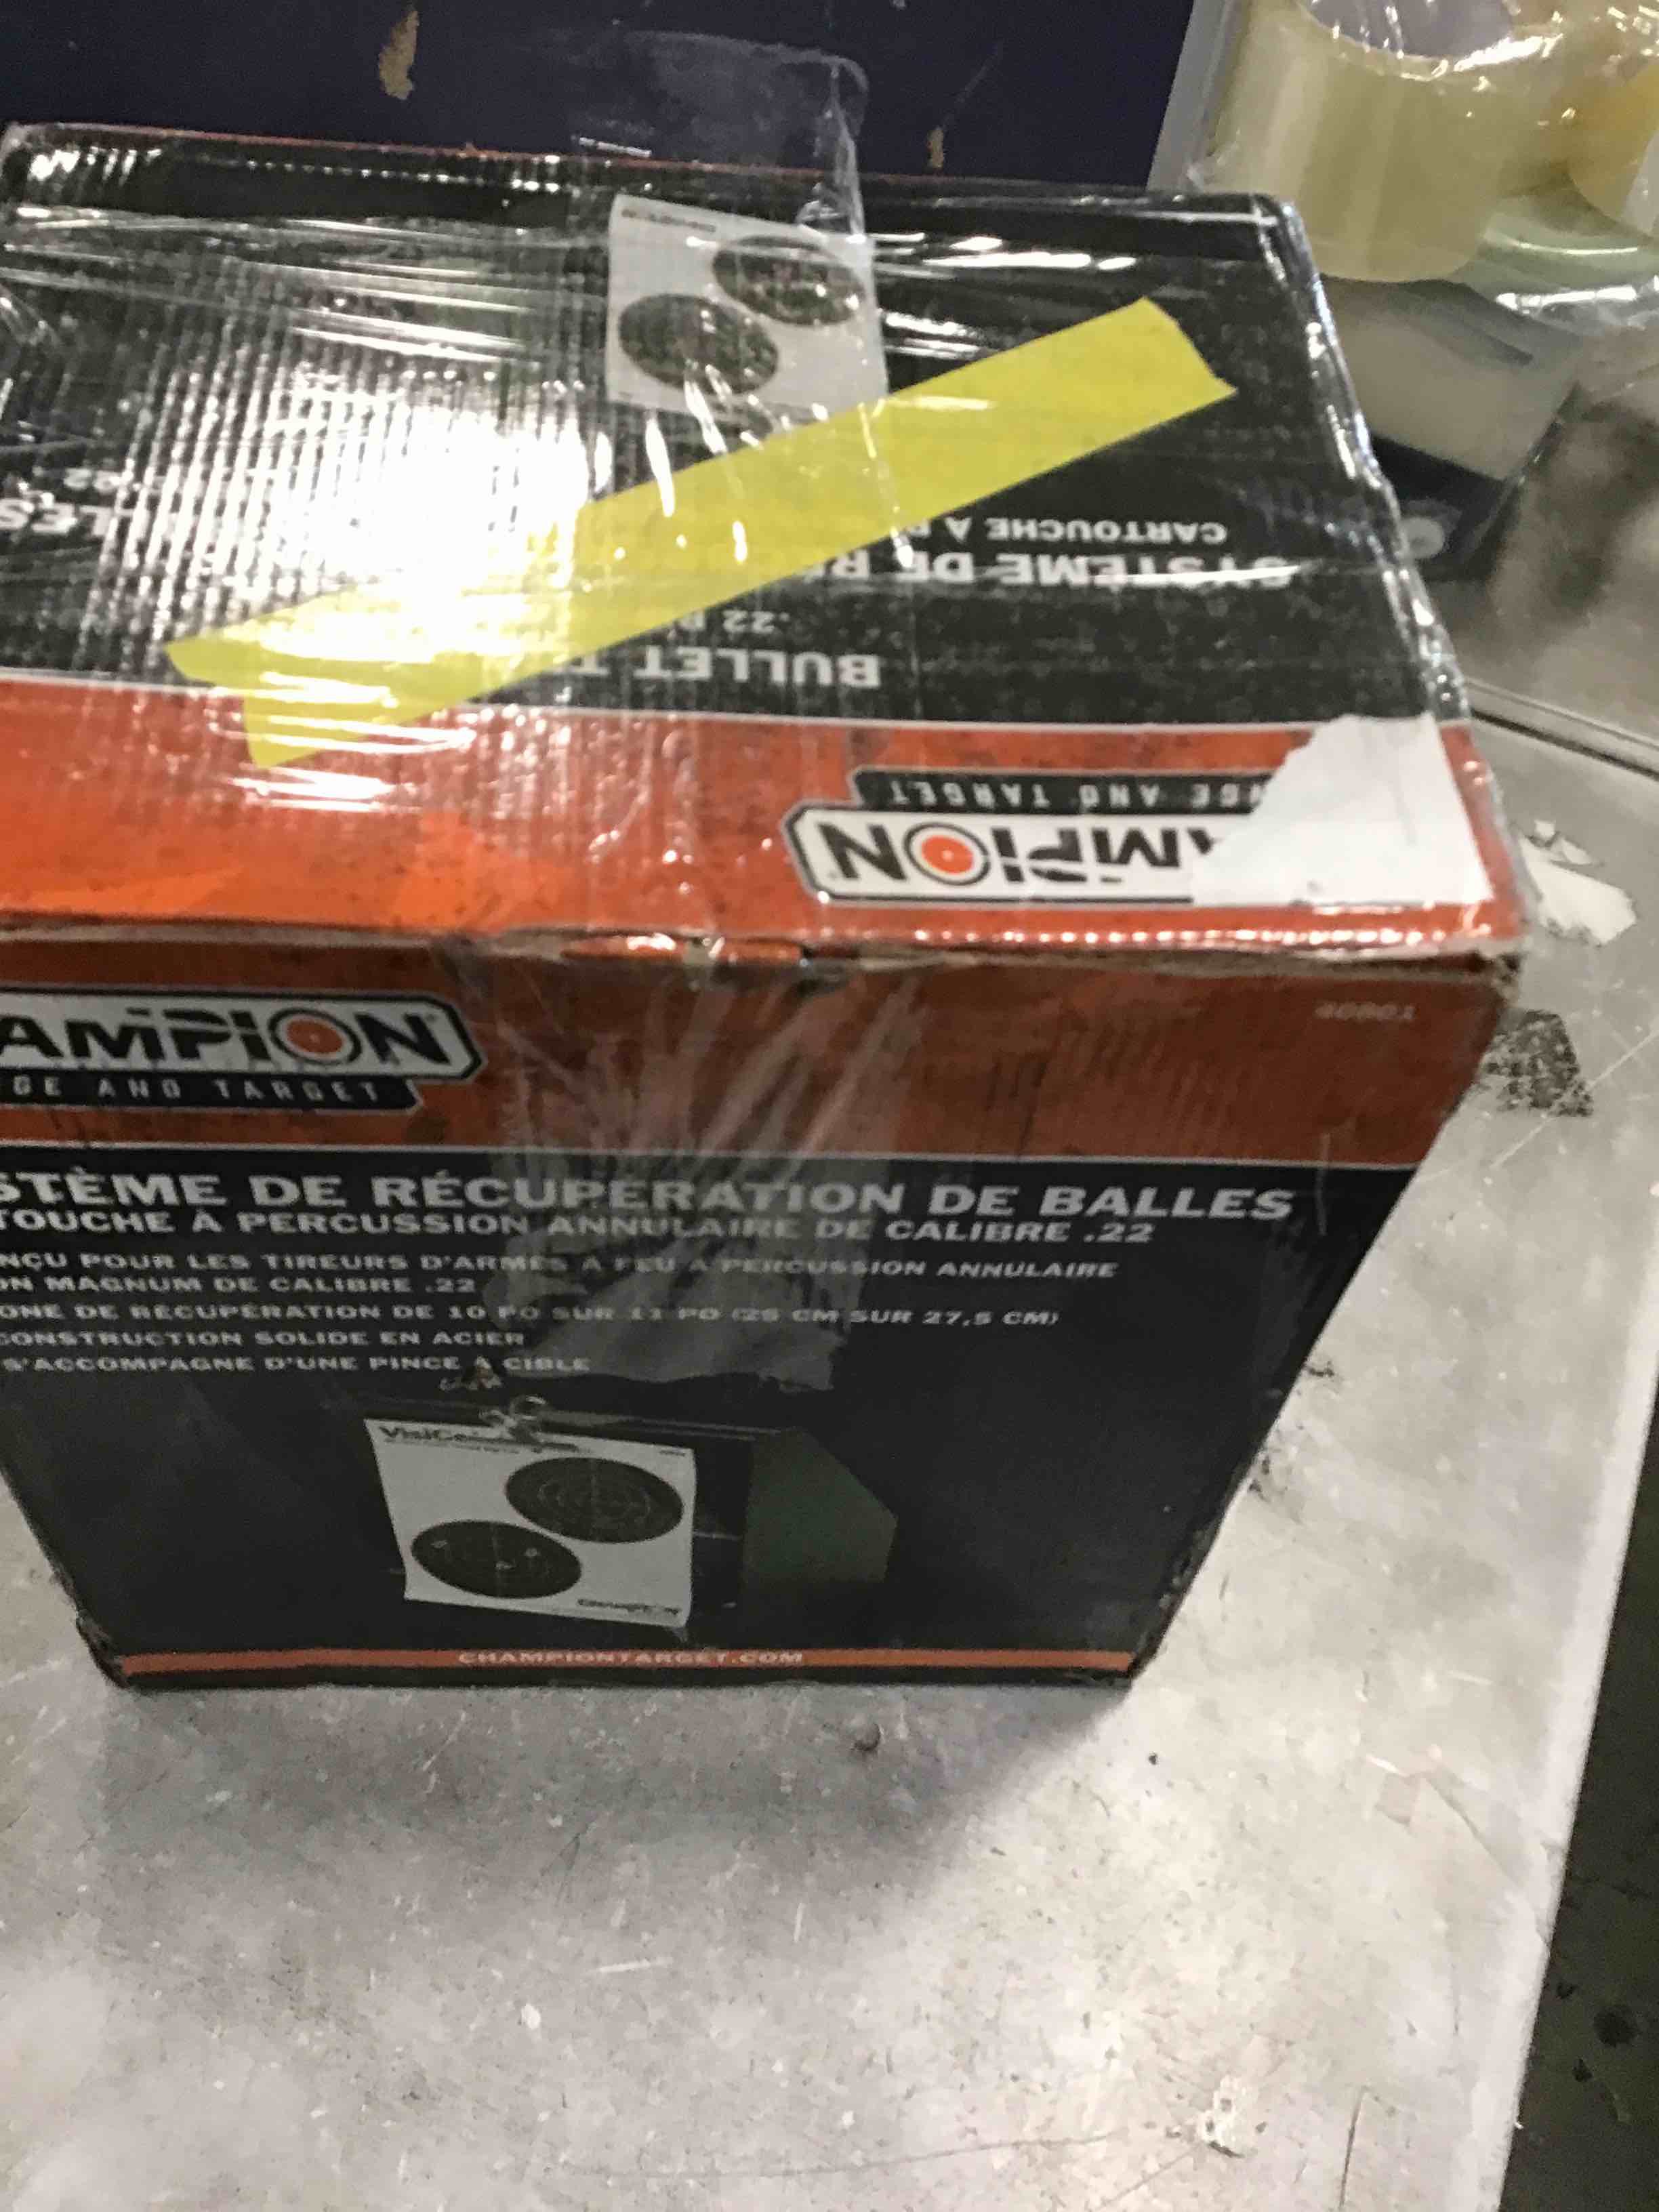 CARTOUCHE À
SYSTÈME DE
.22
BULLET
GE AND TARGET
MPION
AMPION
GE AND TARGET
40801
STÈME DE RÉCUPÉRATION DE BALLES
TOUCHE À PERCUSSION ANNULAIRE DE CALIBRE .22
NÇU POUR LES TIREURS D'ARMES À FEU À PERCUSSION ANNULAIRE
ON MAGNUM DE CALIBRE .22
ONE DE RÉCUPÉRATION DE 10 PO SUR 11 PO (25 CM SUR 27,5 CM)
CONSTRUCTION SOLIDE EN ACIER
S'ACCOMPAGNE D'UNE PINCE À CIBLE
CHAMPIONTARGET.COM